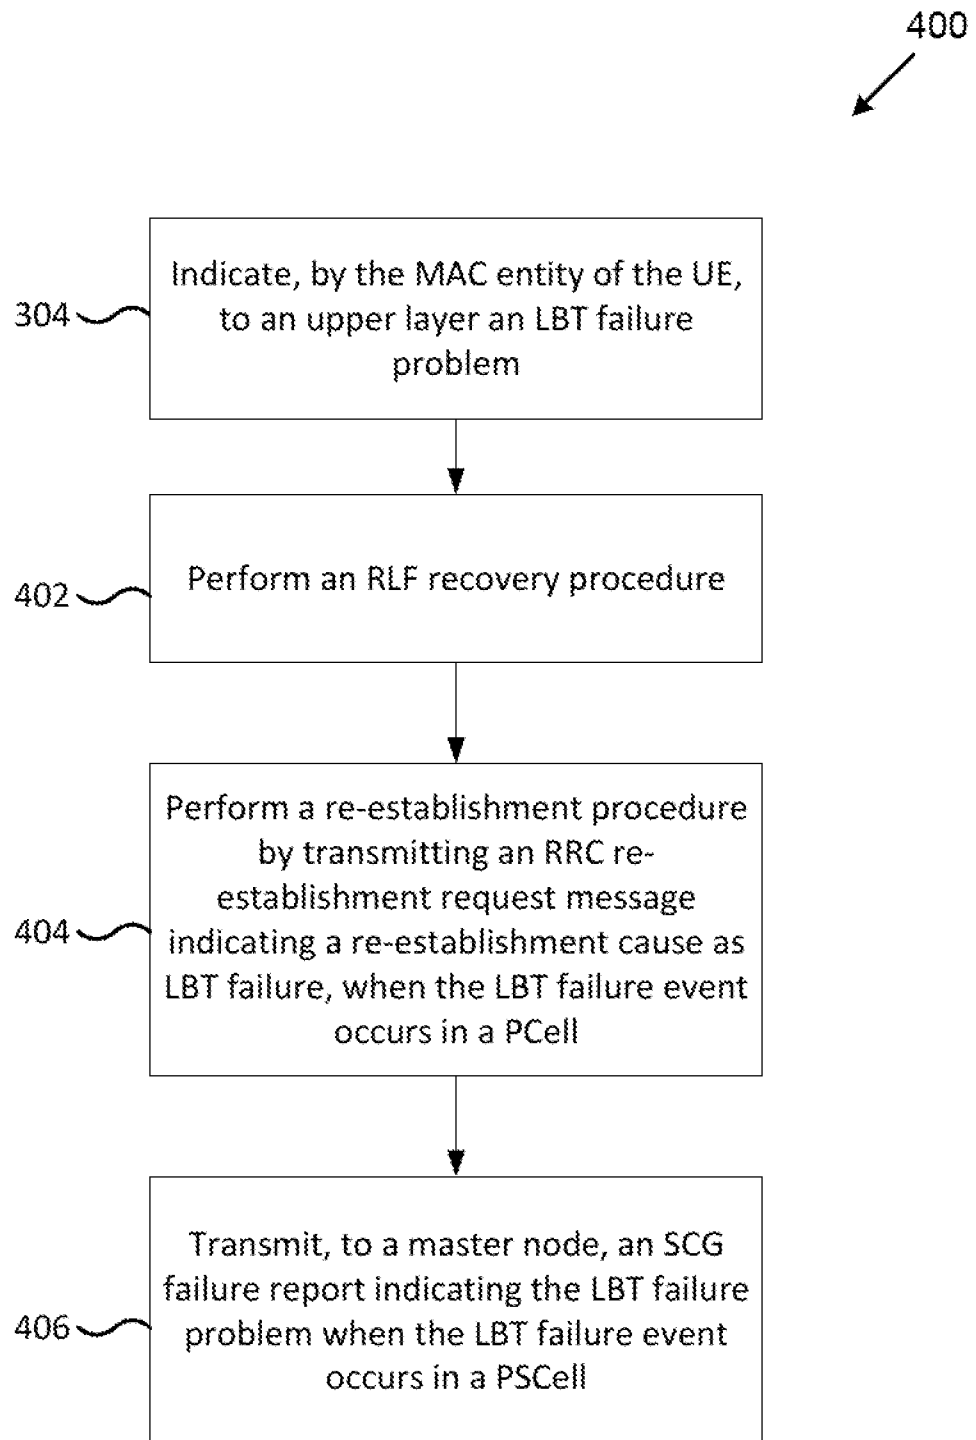 400
304
Indicate, by the MAC entity of the UE,
to an upper layer an LBT failure
problem
402
Perform an RLF recovery procedure
404
Perform a re-establishment procedure
by transmitting an RRC re-
establishment request message
indicating a re-establishment cause as
LBT failure, when the LBT failure event
occurs in a PCell
406
Transmit, to a master node, an SCG
failure report indicating the LBT failure
problem when the LBT failure event
occurs in a PSCell